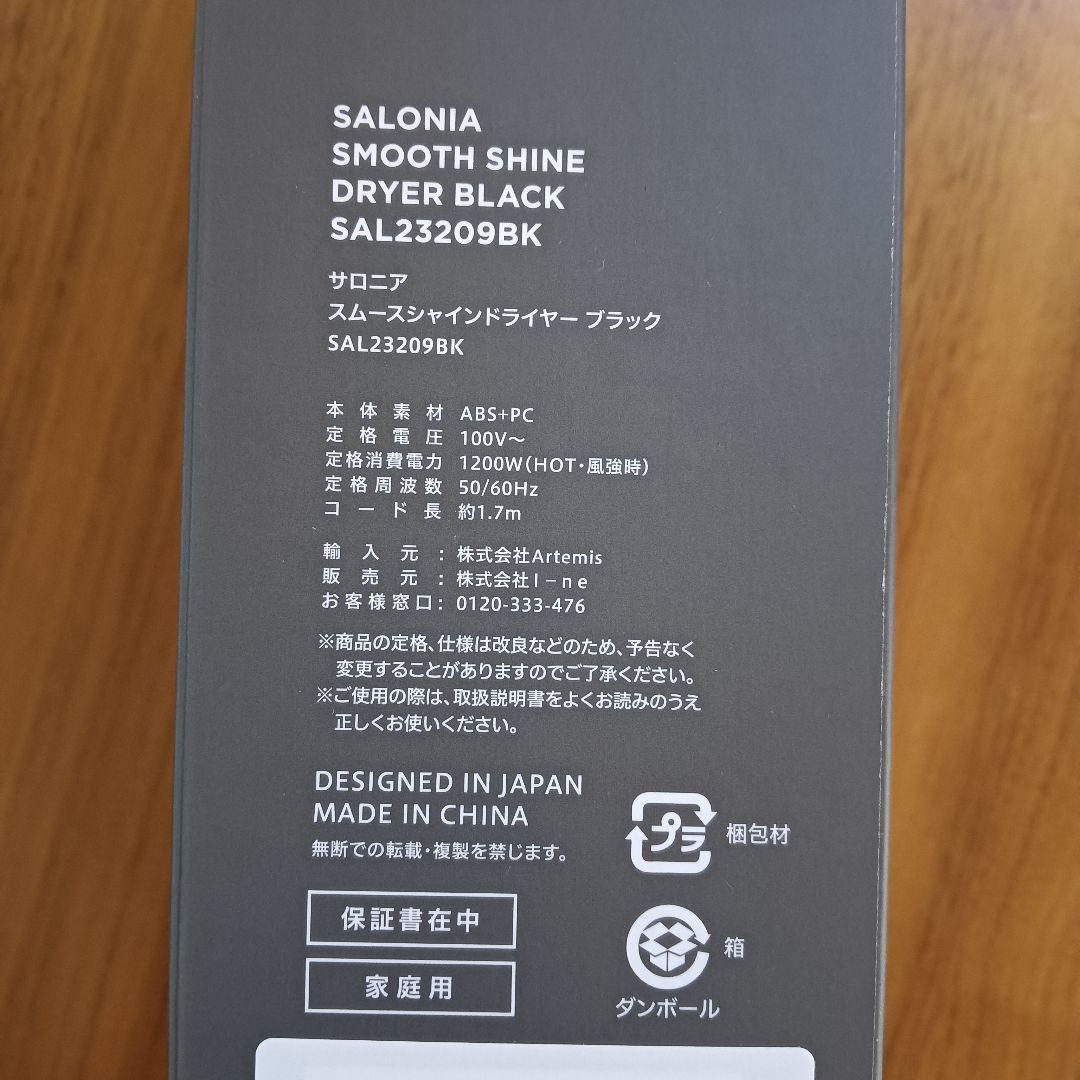 SALONIA
SMOOTH SHINE
DRYER BLACK
SAL23209BK
サロニア
スムースシャインドライヤー ブラック
SAL23209BK
本体素材 ABS+PC
定格電圧 100V〜
定格消費電力 1200W(HOT・風強時)
定格周波数 50/60Hz
コード長 約1.7m
輸入元：株式会社Artemis
販売元：株式会社I－ne
お客様窓口：0120-333-476
※商品の定格、仕様は改良などのため、予告なく
変更することがありますのでご了承ください。
※ご使用の際は、取扱説明書をよくお読みのうえ
正しくお使いください。
DESIGNED IN JAPAN
MADE IN CHINA
無断での転載・複製を禁じます。
プラ 梱包材
保証書在中
箱
家庭用
ダンボール